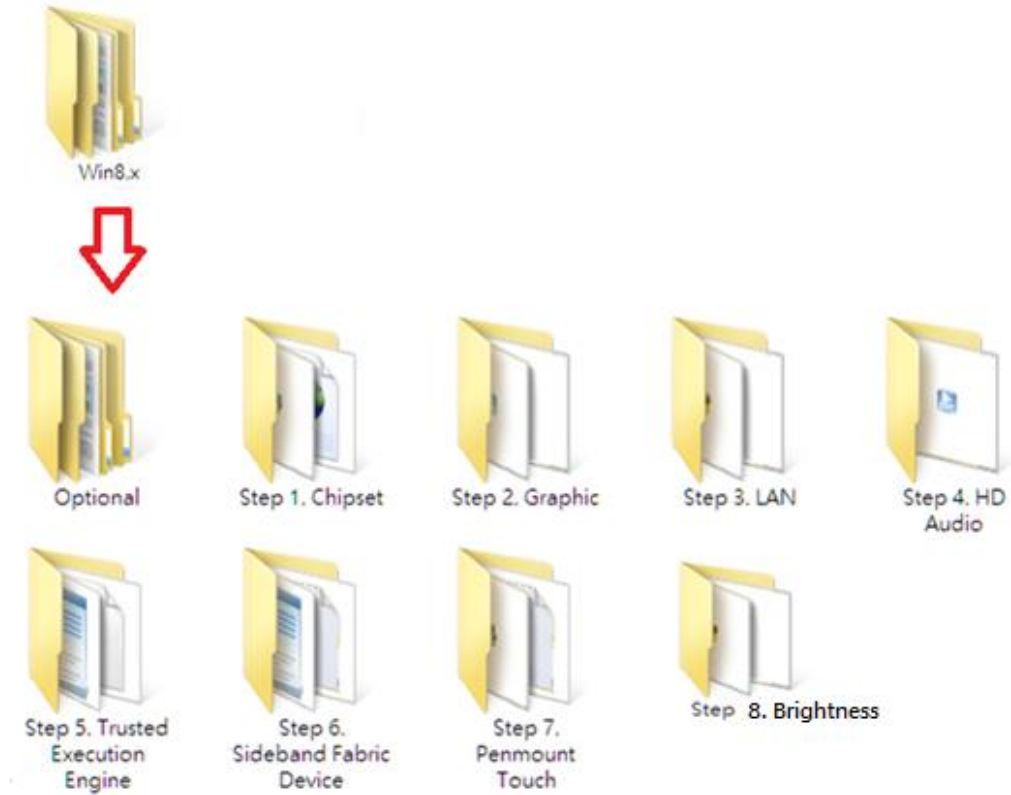 Win8.x
Optional
Step 1. Chipset
Step 2. Graphic
Step 3. LAN
Step 4. HD
Audio
Step 5. Trusted
Execution
Engine
Step 6.
Sideband Fabric
Device
Step 7.
Penmount
Touch
Step 8. Brightness